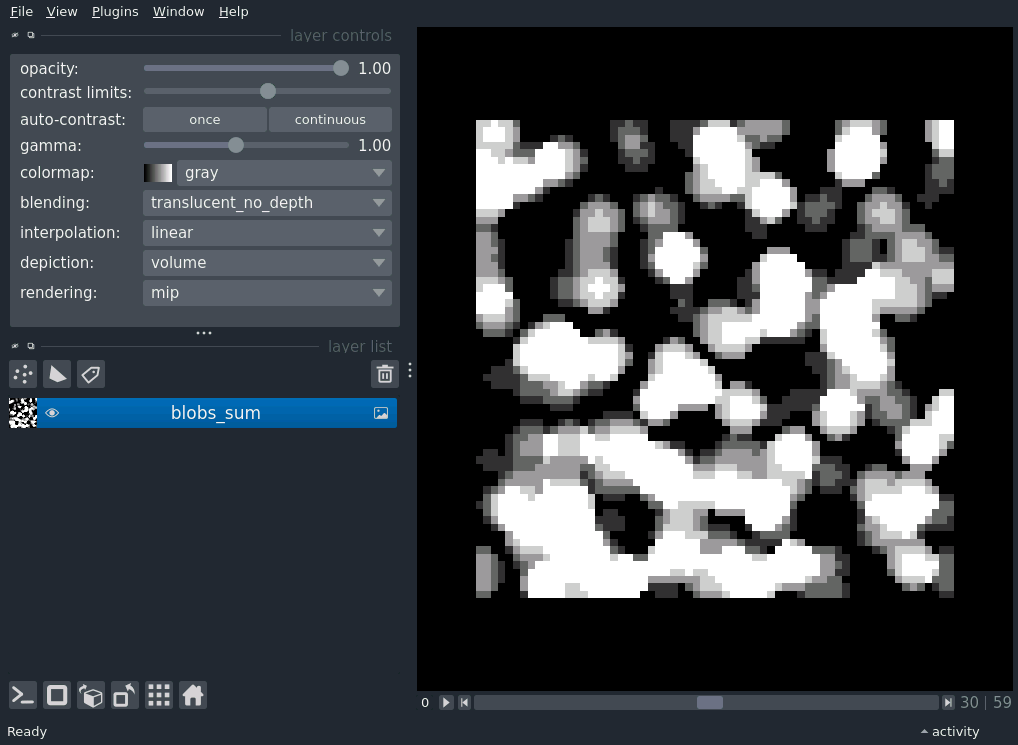 File View Plugins Window Help
layer controls
opacity: 1.00
contrast limits:
auto-contrast: once continuous
gamma: 1.00
colormap: gray
blending: translucent_no_depth
interpolation: linear
depiction: volume
rendering: mip
layer list
blobs_sum
0 30 | 59
Ready activity